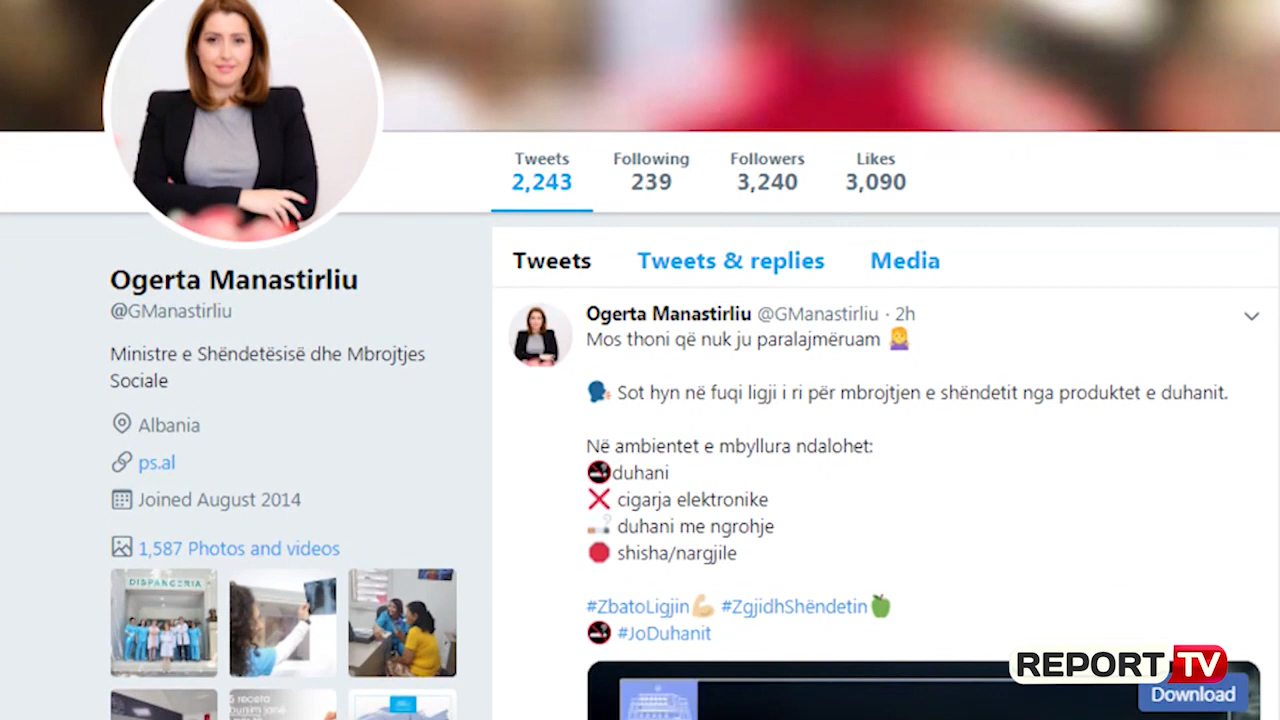 Tweets
2,243
Following
239
Followers
3,240
Likes
3,090
Ogerta Manastirliu
@GManastirliu
Ministre e Shëndetësisë dhe Mbrojtjes
Sociale
Albania
ps.al
Joined August 2014
1,587 Photos and videos
DISPANCERIA
Tweets
Tweets & replies
Media
Ogerta Manastirliu @GManastirliu · 2h
Mos thoni që nuk ju paralajmëruam
Sot hyn në fuqi ligji i ri për mbrojtjen e shëndetit nga produktet e duhanit.
Në ambientet e mbyllura ndalohet:
duhani
cigarja elektronike
duhani me ngrohje
shisha/nargjile
#ZbatoLigjin #ZgjidhShëndetin
#JoDuhanit
REPORT TV
Download